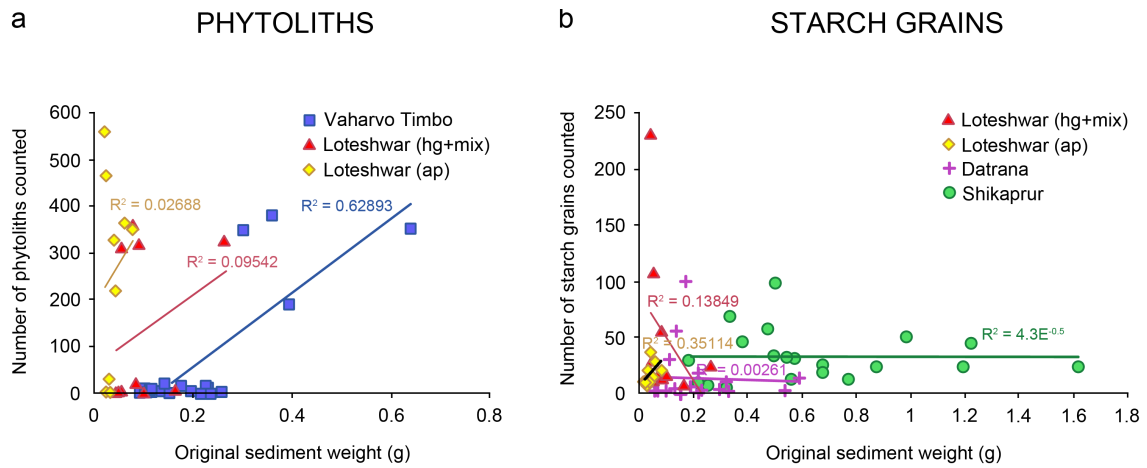 a
PHYTOLITHS
Number of phytoliths counted
600
500
400
300
200
100
0
0
0.2
0.4
0.6
0.8
Original sediment weight (g)
Vaharvo Timbo
Loteshwar (hg+mix)
Loteshwar (ap)
R² = 0.02688
R² = 0.62893
R² = 0.09542
b
STARCH GRAINS
Number of starch grains counted
250
200
150
100
50
0
0
0.2
0.4
0.6
0.8
1
1.2
1.4
1.6
1.8
Original sediment weight (g)
Loteshwar (hg+mix)
Loteshwar (ap)
Datrana
Shikaprur
R² = 0.13849
R² = 0.35114
R² = 0.00261
R² = 4.3E⁻⁰·⁵